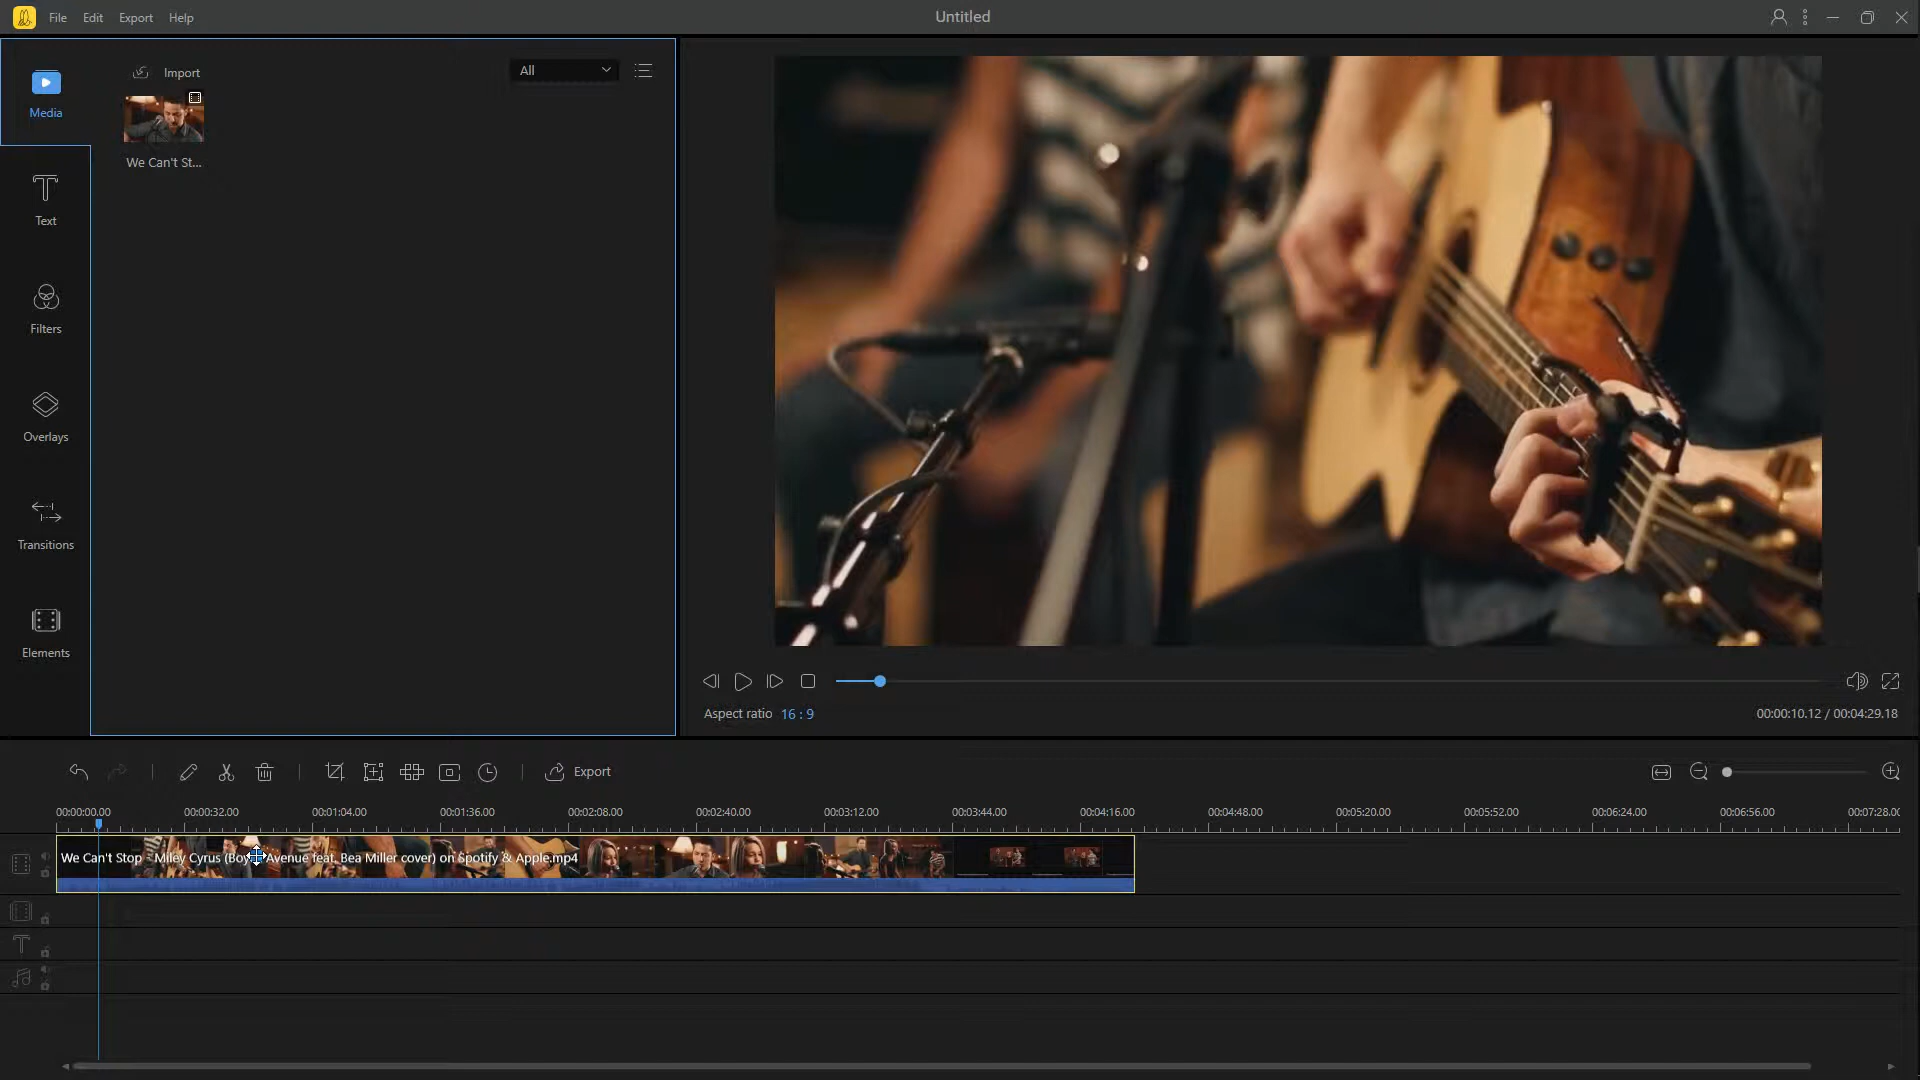 File Edit Export Help
Untitled
Media
Import
All
We Can't St...
Text
Filters
Overlays
Transitions
Elements
Aspect ratio 16 : 9
00:00:10.12 / 00:04:29.18
Export
00:00:00.00 00:00:32.00 00:01:04.00 00:01:36.00 00:02:08.00 00:02:40.00 00:03:12.00 00:03:44.00 00:04:16.00 00:04:48.00 00:05:20.00 00:05:52.00 00:06:24.00 00:06:56.00 00:07:28.00
We Can't Stop - Miley Cyrus (Boyce Avenue feat. Bea Miller cover) on Spotify & Apple.mp4